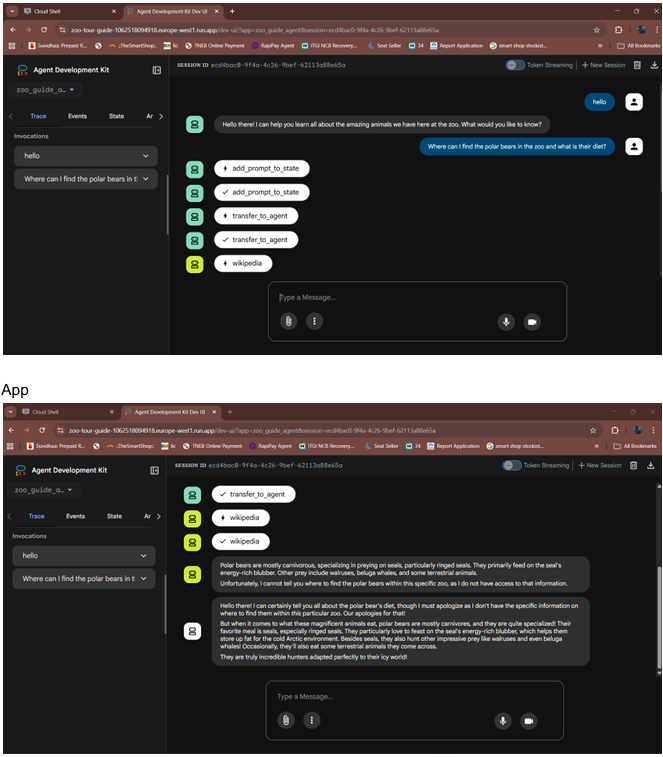 Cloud Shell
Agent Development Kit Dev UI
zoo-tour-guide-1062518094918.europe-west1.run.app/dev-ui/?app=zoo_guide_agent&session=ecd4bac0-9f4a-4c26-9bef-62113a88e65a
Suvidhaa: Prepaid R... .:TheSmartShop:. lic TNEB Online Payment RapiPay Agent ITGI NCB Recovery... Seat Seller 34 Report Application smart shop stockist... » All Bookmarks
Agent Development Kit
SESSION ID ecd4bac0-9f4a-4c26-9bef-62113a88e65a Token Streaming + New Session
zoo_guide_a...
Trace Events State Ar
Invocations
hello
Where can I find the polar bears in tl
hello
Hello there! I can help you learn all about the amazing animals we have here at the zoo. What would you like to know?
Where can I find the polar bears in the zoo and what is their diet?
add_prompt_to_state
add_prompt_to_state
transfer_to_agent
transfer_to_agent
wikipedia
Type a Message...
App
Cloud Shell
Agent Development Kit Dev UI
zoo-tour-guide-1062518094918.europe-west1.run.app/dev-ui/?app=zoo_guide_agent&session=ecd4bac0-9f4a-4c26-9bef-62113a88e65a
Suvidhaa: Prepaid R... .:TheSmartShop:. lic TNEB Online Payment RapiPay Agent ITGI NCB Recovery... Seat Seller 34 Report Application smart shop stockist... » All Bookmarks
Agent Development Kit
SESSION ID ecd4bac0-9f4a-4c26-9bef-62113a88e65a Token Streaming + New Session
zoo_guide_a...
Trace Events State Ar
Invocations
hello
Where can I find the polar bears in tl
transfer_to_agent
wikipedia
wikipedia
Polar bears are mostly carnivorous, specializing in preying on seals, particularly ringed seals. They primarily feed on the seal's
energy-rich blubber. Other prey include walruses, beluga whales, and some terrestrial animals.
Unfortunately, I cannot tell you where to find the polar bears within this specific zoo, as I do not have access to that information.
Hello there! I can certainly tell you all about the polar bear's diet, though I must apologize as I don't have the specific information on
where to find them within this particular zoo. Our apologies for that!
But when it comes to what these magnificent animals eat, polar bears are mostly carnivorous, and they are quite specialized! Their
favorite meal is seals, especially ringed seals. They particularly love to feast on the seal's energy-rich blubber, which helps them
store up fat for the cold Arctic environment. Besides seals, they also hunt other impressive prey like walruses and even beluga
whales! Occasionally, they'll also eat some terrestrial animals they come across.
They are truly incredible hunters adapted perfectly to their icy world!
Type a Message...